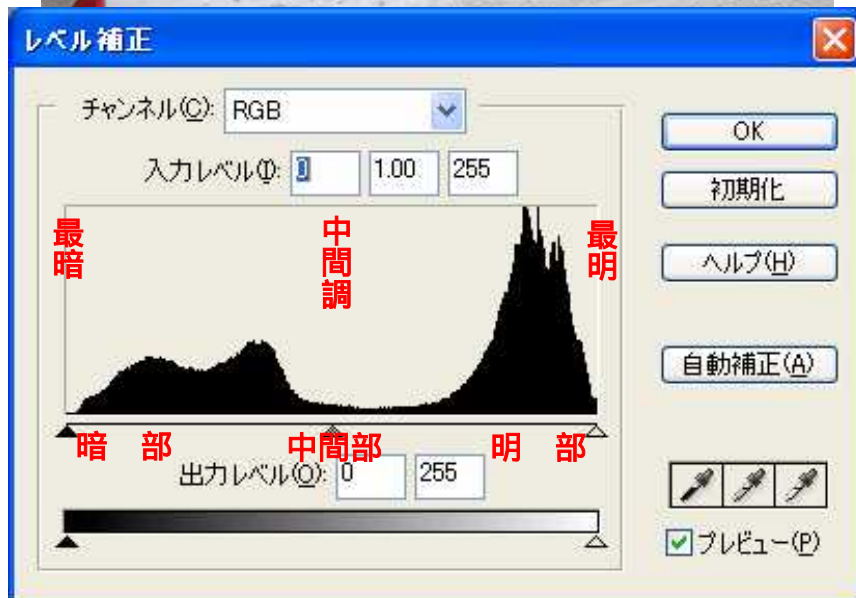 レベル補正
チャンネル(C): RGB
入力レベル(I): 0 1.00 255
最暗
中間調
最明
暗 部 中間部 明 部
出力レベル(O): 0 255
OK
初期化
ヘルプ(H)
自動補正(A)
プレビュー(P)